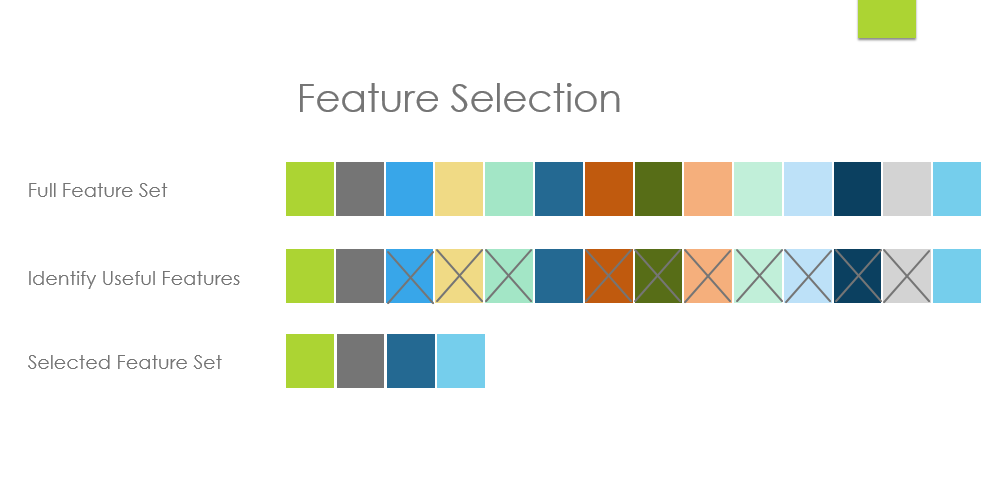 Feature Selection
Full Feature Set
Identify Useful Features
Selected Feature Set